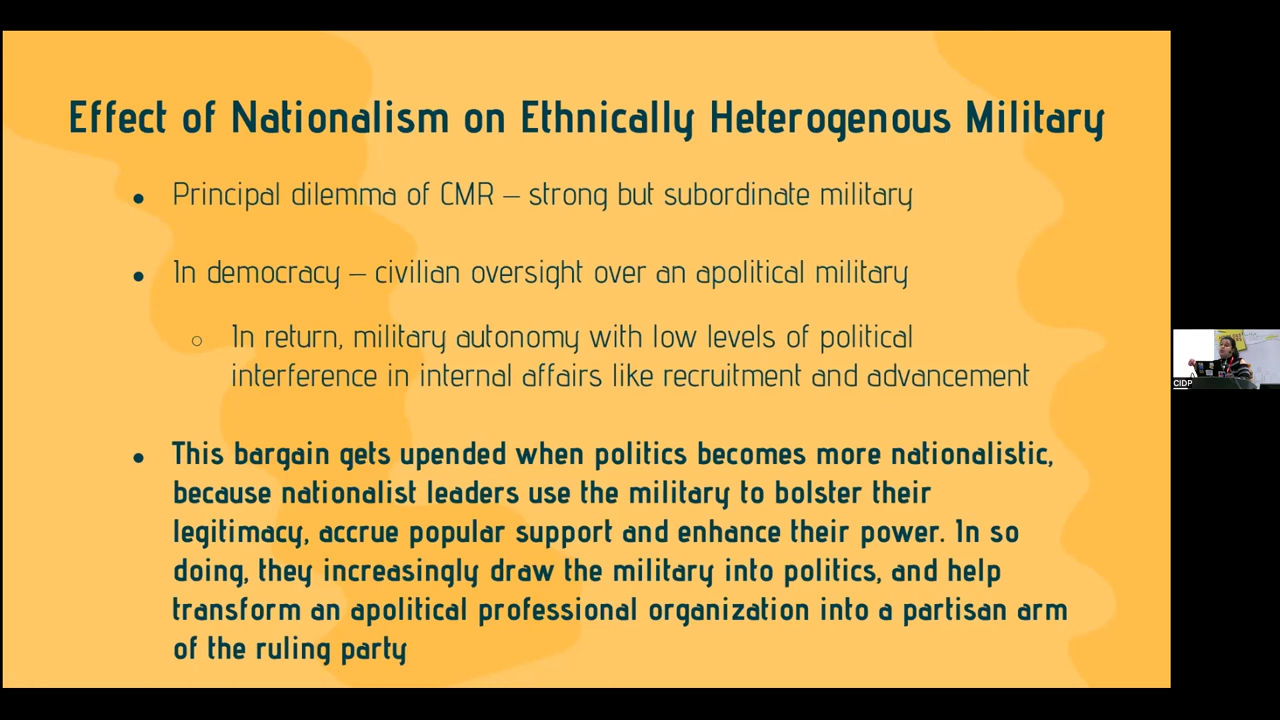 Effect of Nationalism on Ethnically Heterogenous Military
● Principal dilemma of CMR – strong but subordinate military
● In democracy – civilian oversight over an apolitical military
○ In return, military autonomy with low levels of political
interference in internal affairs like recruitment and advancement
● This bargain gets upended when politics becomes more nationalistic,
because nationalist leaders use the military to bolster their
legitimacy, accrue popular support and enhance their power. In so
doing, they increasingly draw the military into politics, and help
transform an apolitical professional organization into a partisan arm
of the ruling party
CIDP